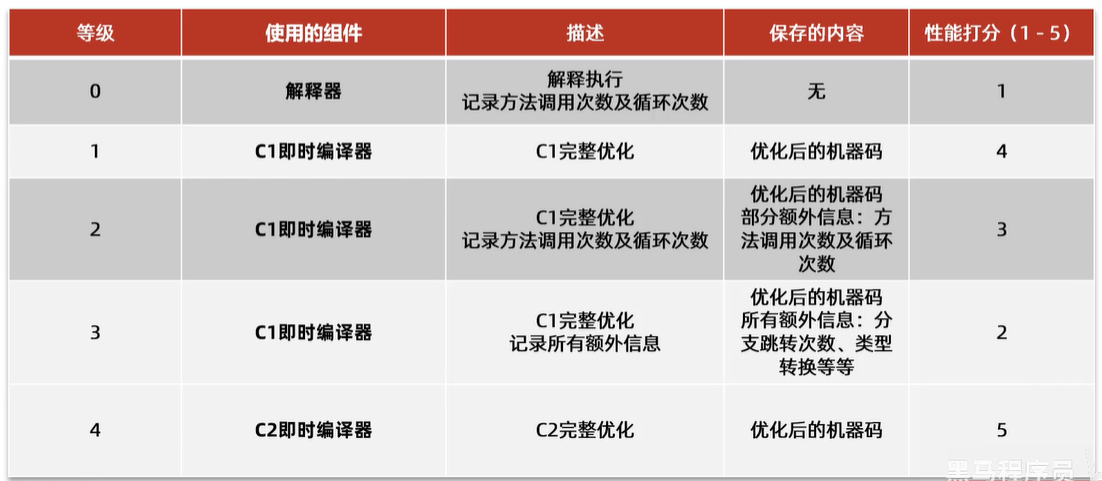 等级
使用的组件
描述
保存的内容
性能打分（1 - 5）
0
解释器
解释执行
记录方法调用次数及循环次数
无
1
1
C1即时编译器
C1完整优化
优化后的机器码
4
2
C1即时编译器
C1完整优化
记录方法调用次数及循环次数
优化后的机器码
部分额外信息：方
法调用次数及循环
次数
3
3
C1即时编译器
C1完整优化
记录所有额外信息
优化后的机器码
所有额外信息：分
支跳转次数、类型
转换等等
2
4
C2即时编译器
C2完整优化
优化后的机器码
5
黑马程序员